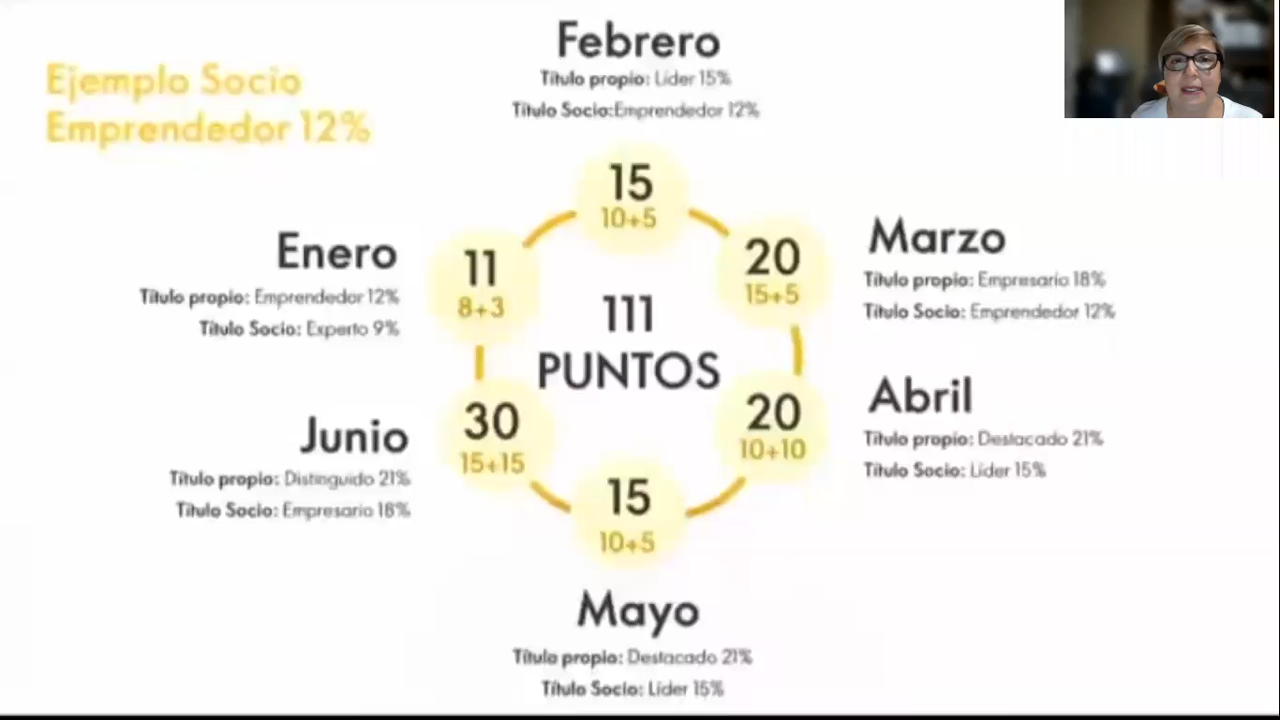 Ejemplo Socio
Emprendedor 12%
Febrero
Título propio: Líder 15%
Título Socio:Emprendedor 12%
15
10+5
Enero
Título propio: Emprendedor 12%
Título Socio: Experto 9%
11
8+3
20
15+5
Marzo
Título propio: Empresario 18%
Título Socio: Emprendedor 12%
111
PUNTOS
Junio
Título propio: Distinguido 21%
Título Socio: Empresario 18%
30
15+15
20
10+10
Abril
Título propio: Destacado 21%
Título Socio: Líder 15%
15
10+5
Mayo
Título propio: Destacado 21%
Título Socio: Líder 15%